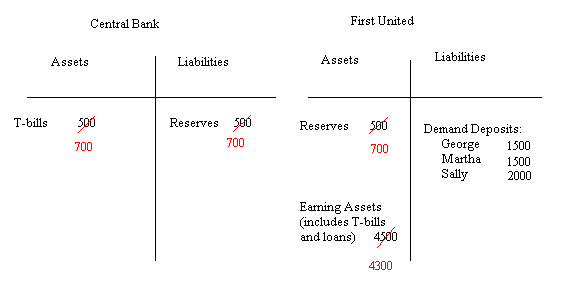 Central Bank
Assets Liabilities
T-bills 500 Reserves 500
700 700
First United
Assets Liabilities
Reserves 500
700
Demand Deposits:
George 1500
Martha 1500
Sally 2000
Earning Assets
(includes T-bills
and loans) 4500
4300